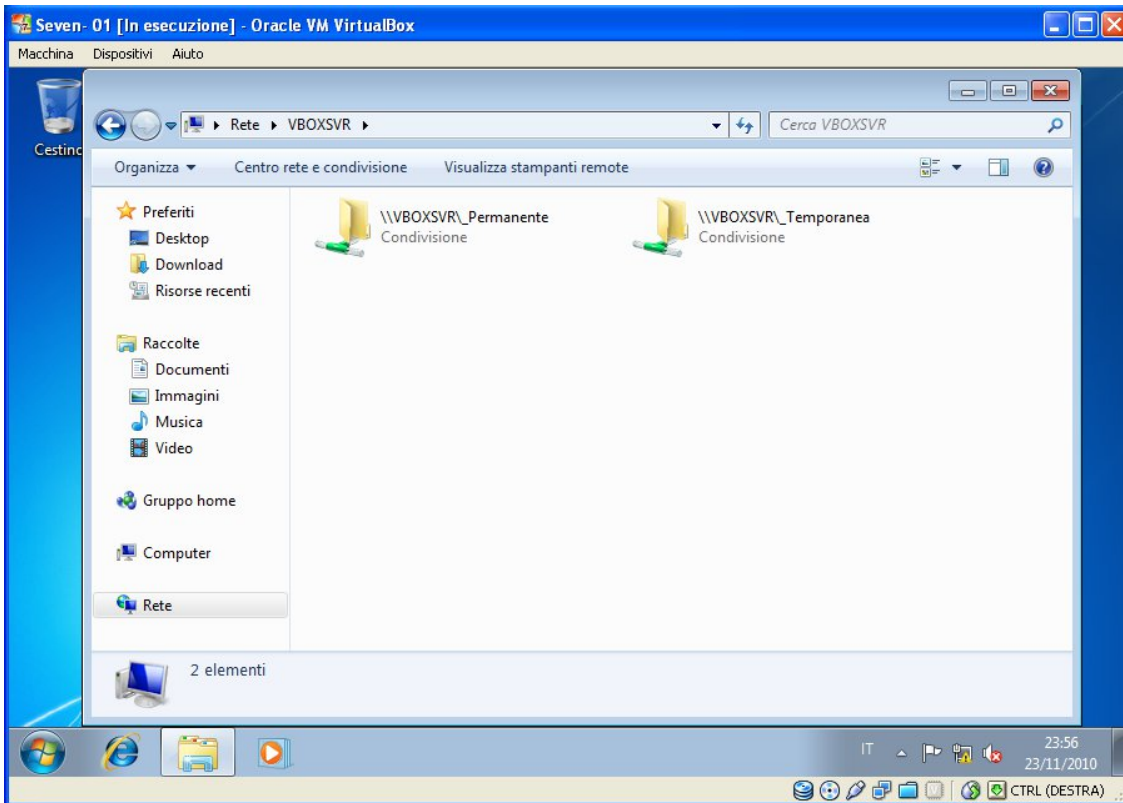 Seven- 01 [In esecuzione] - Oracle VM VirtualBox
Macchina Dispositivi Aiuto
Cestino
Rete VBOXSVR
Cerca VBOXSVR
Organizza Centro rete e condivisione Visualizza stampanti remote
Preferiti
Desktop
Download
Risorse recenti
Raccolte
Documenti
Immagini
Musica
Video
Gruppo home
Computer
Rete
\\VBOXSVR\_Permanente
Condivisione
\\VBOXSVR\_Temporanea
Condivisione
2 elementi
IT
23:56
23/11/2010
CTRL (DESTRA)